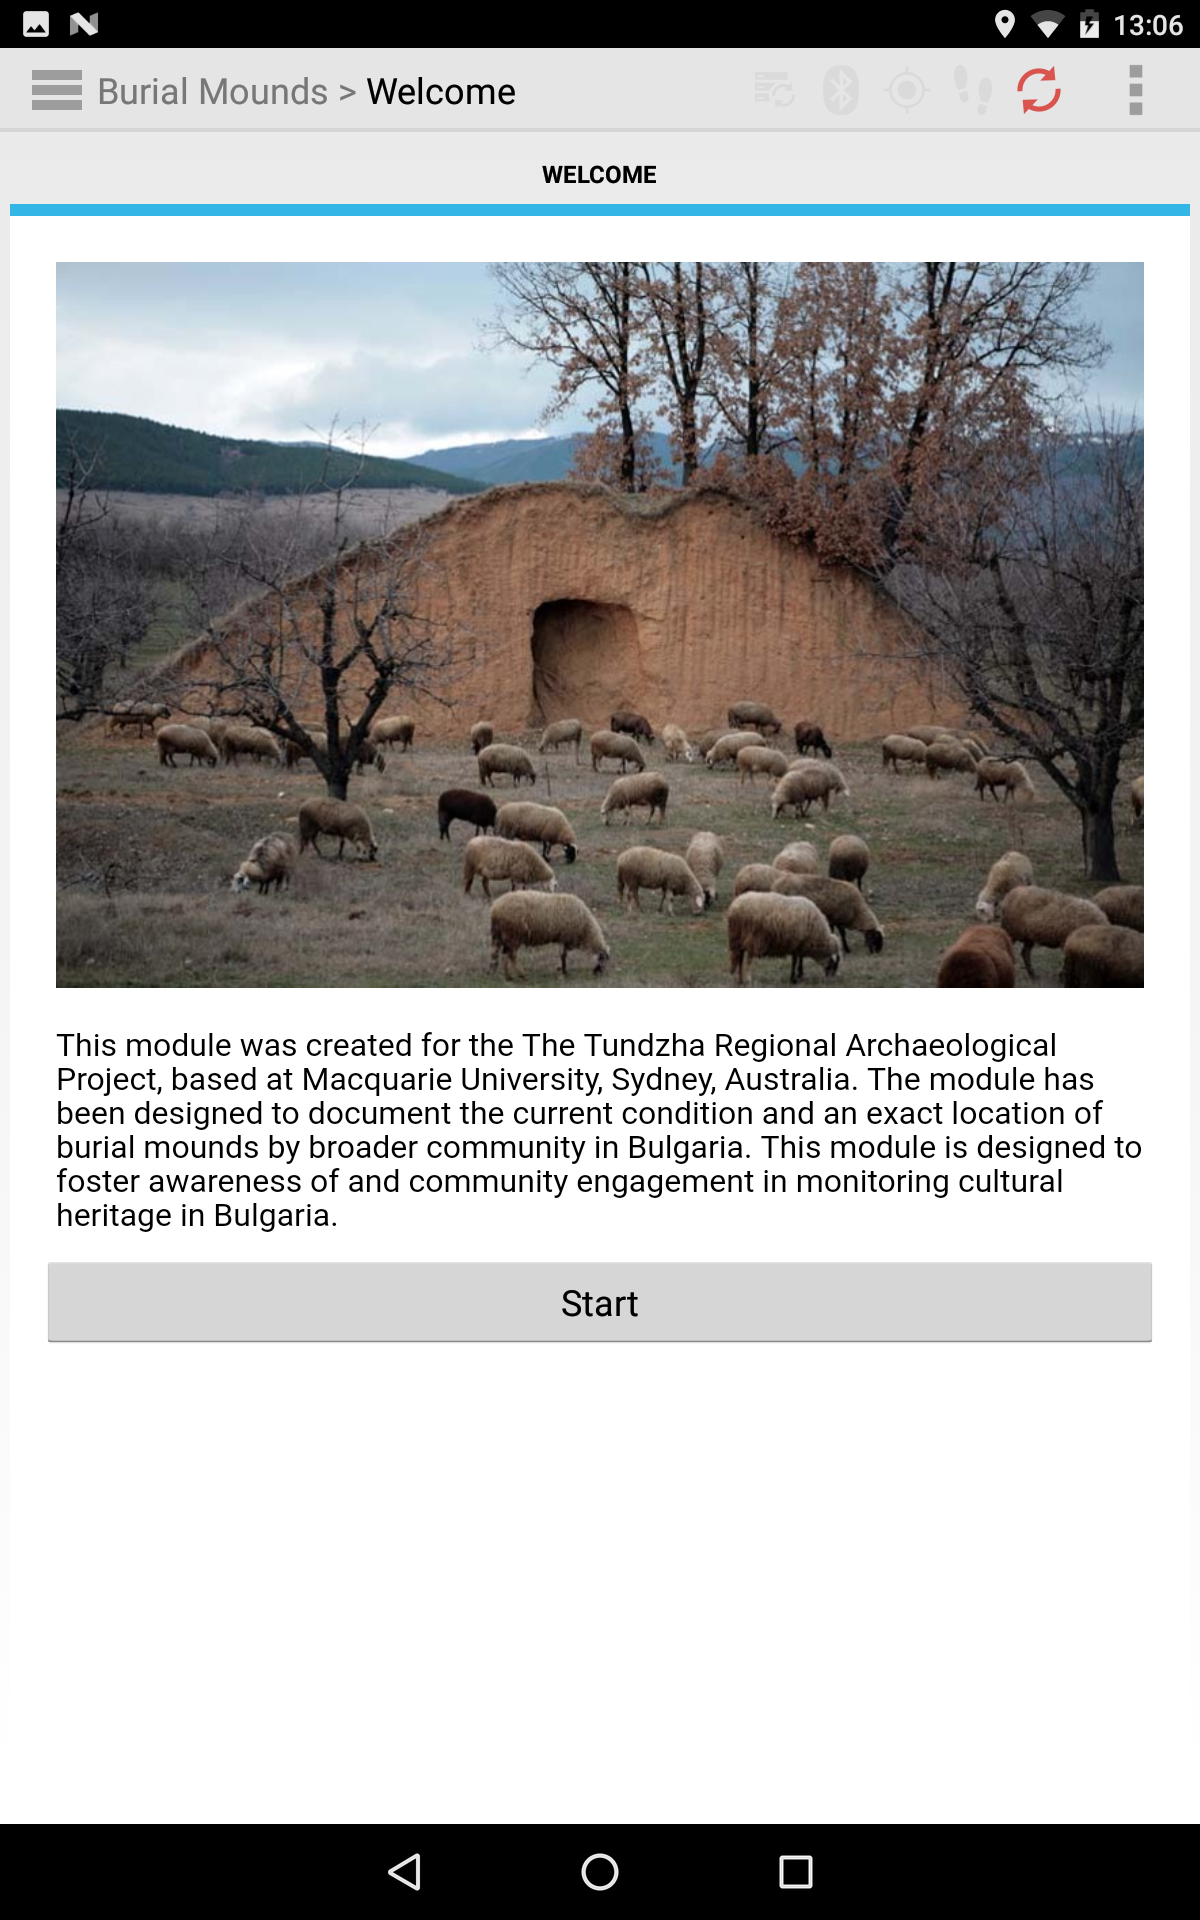 13:06
Burial Mounds > Welcome
WELCOME
This module was created for the The Tundzha Regional Archaeological
Project, based at Macquarie University, Sydney, Australia. The module has
been designed to document the current condition and an exact location of
burial mounds by broader community in Bulgaria. This module is designed to
foster awareness of and community engagement in monitoring cultural
heritage in Bulgaria.
Start